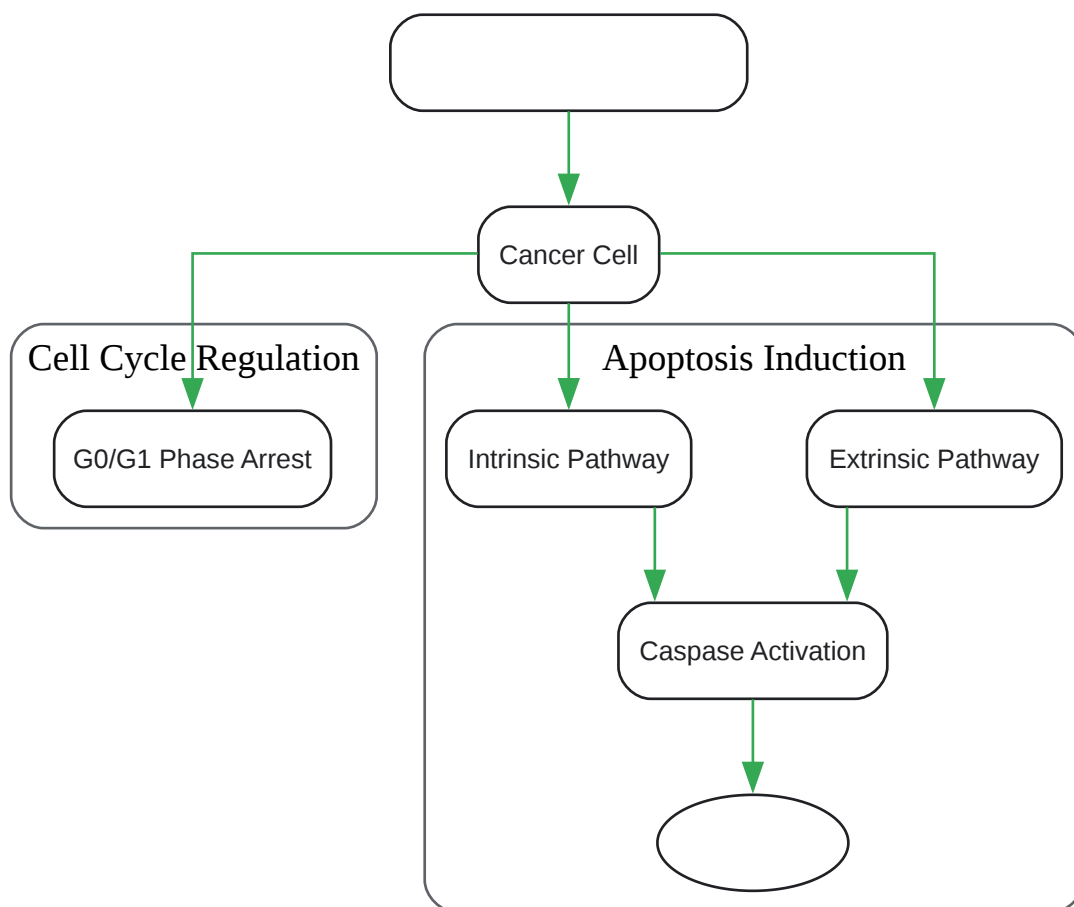 Cancer Cell
Cell Cycle Regulation
Apoptosis Induction
G0/G1 Phase Arrest
Intrinsic Pathway
Extrinsic Pathway
Caspase Activation